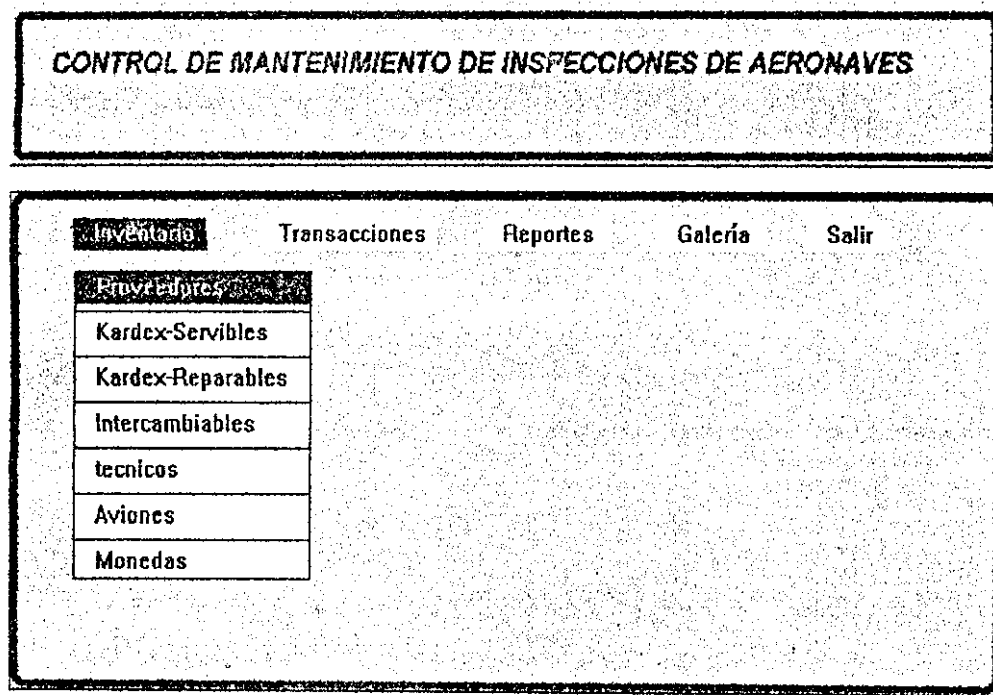 CONTROL DE MANTENIMIENTO DE INSPECCIONES DE AERONAVES
Inventario Transacciones Reportes Galería Salir
Proveedores
Kardex-Servibles
Kardex-Reparables
Intercambiables
tecnicos
Aviones
Monedas